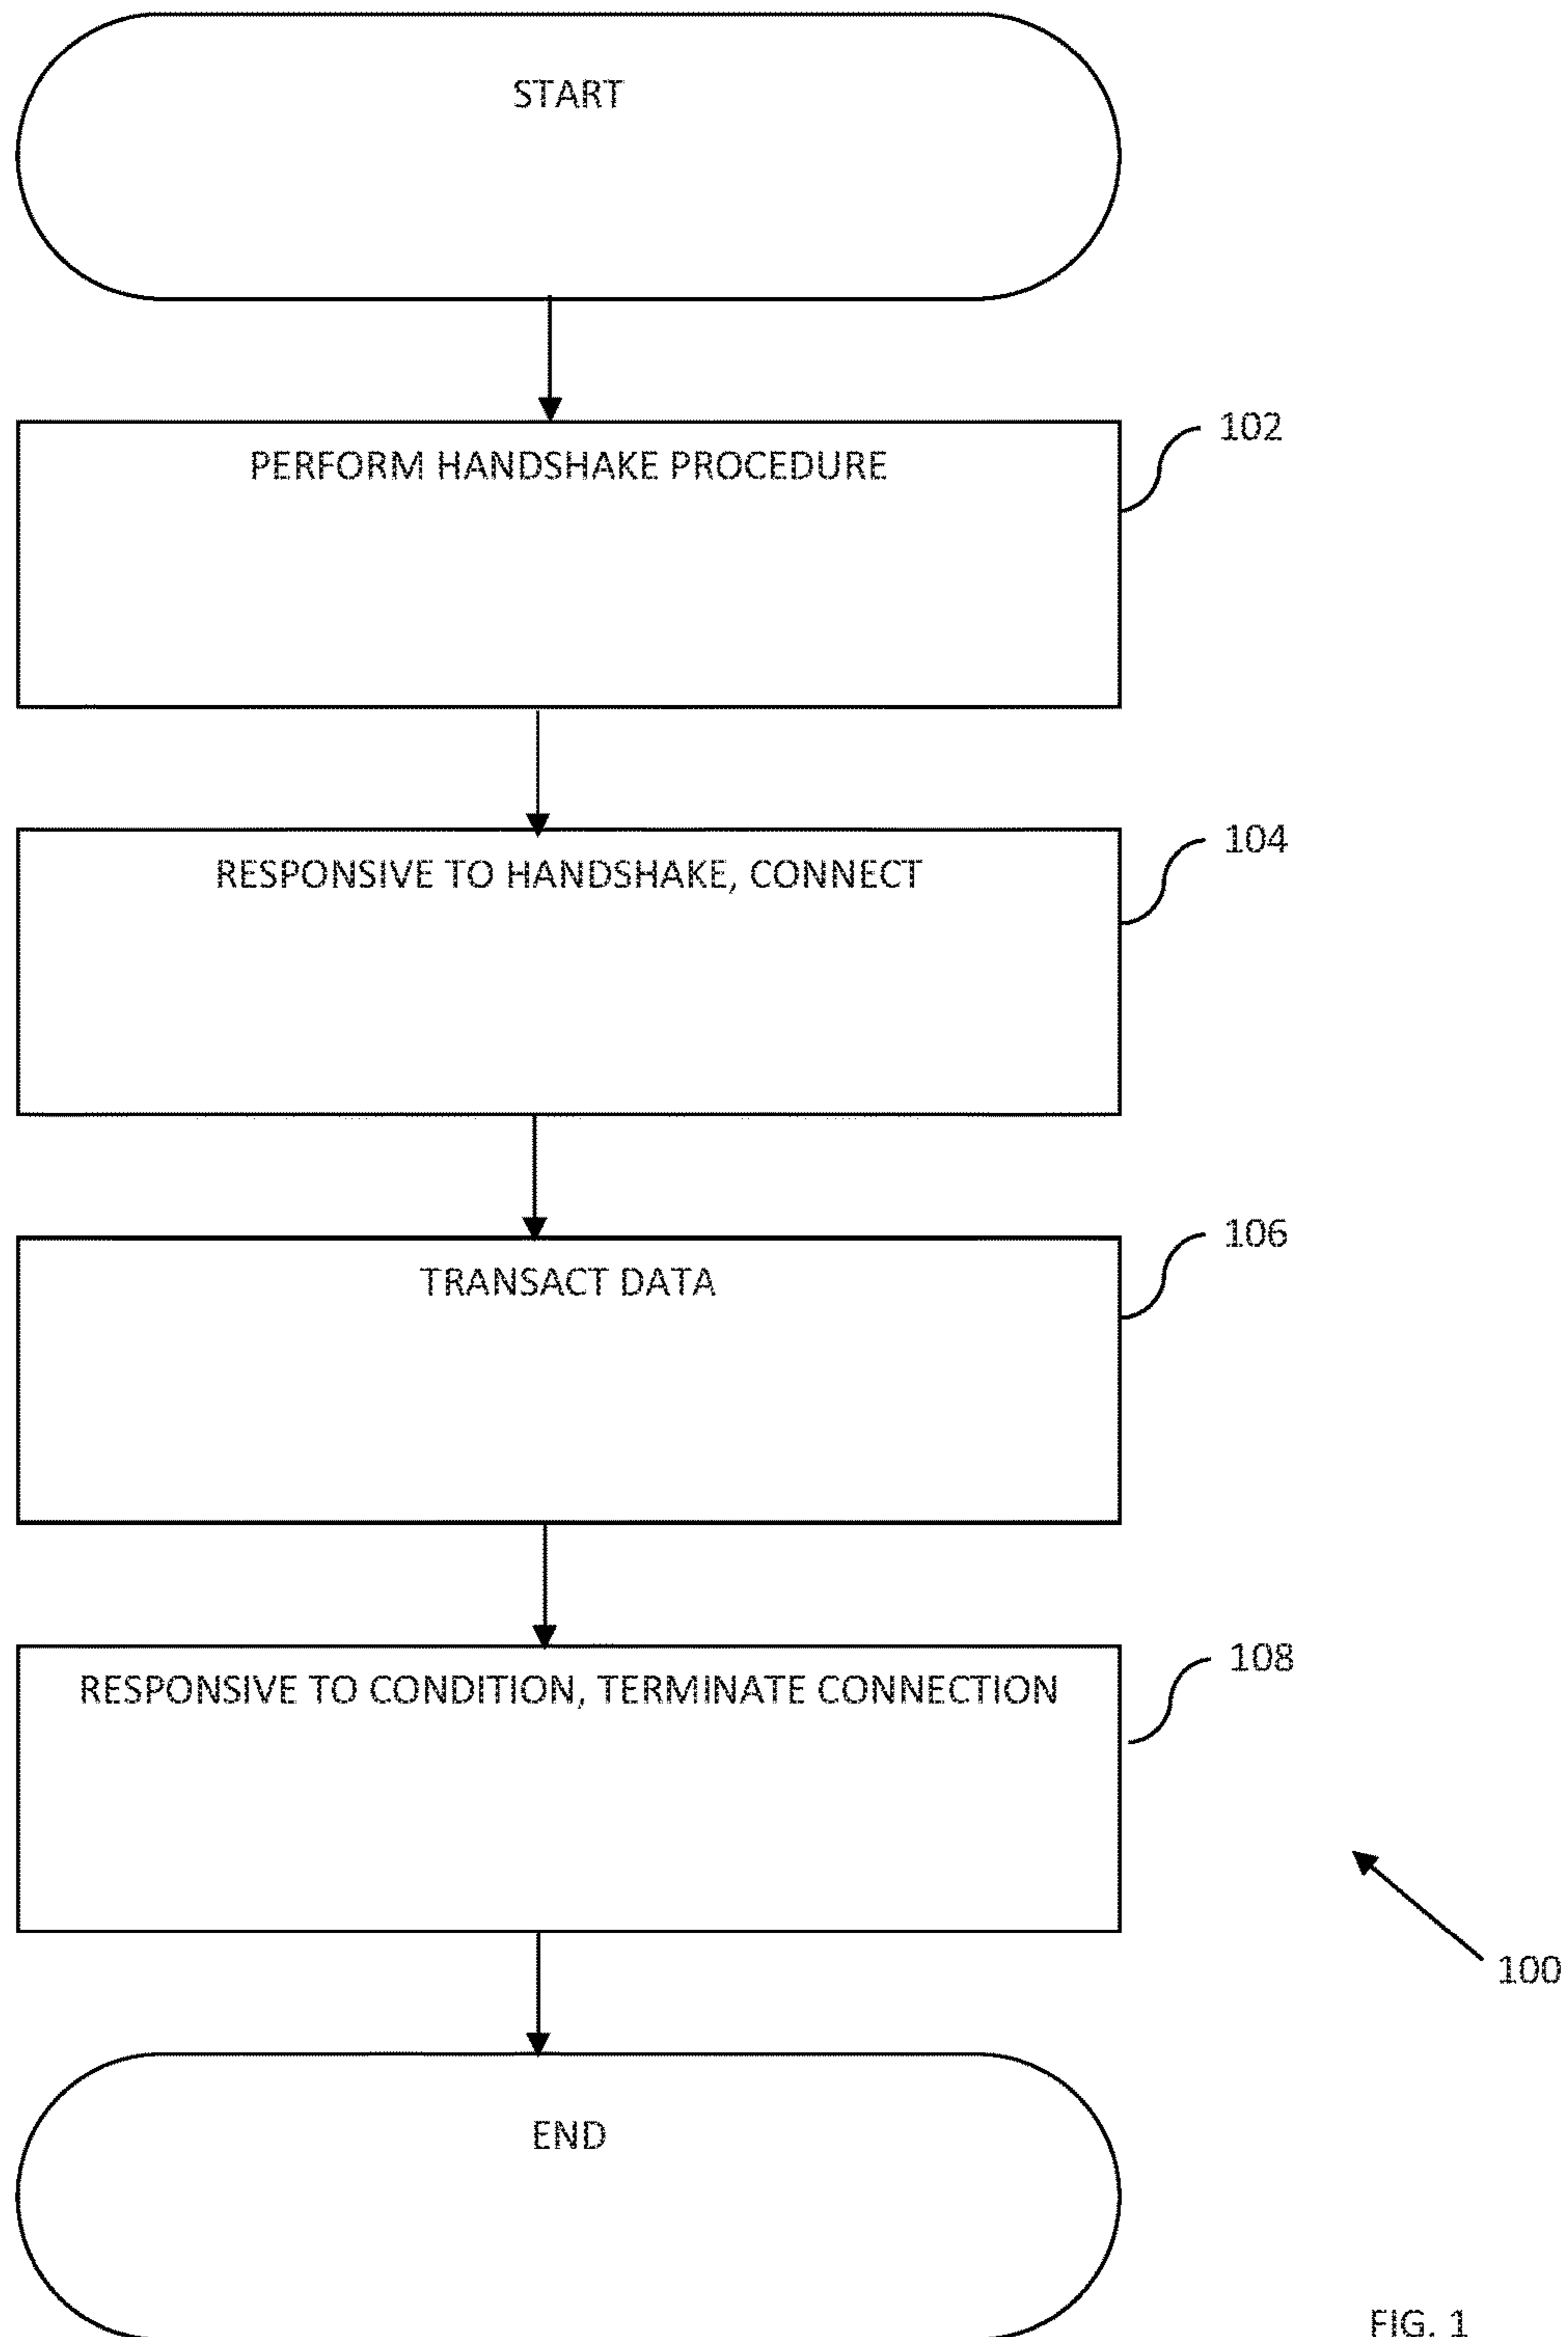 START
PERFORM HANDSHAKE PROCEDURE
102
RESPONSIVE TO HANDSHAKE, CONNECT
104
TRANSACT DATA
106
RESPONSIVE TO CONDITION, TERMINATE CONNECTION
108
100
END
FIG. 1